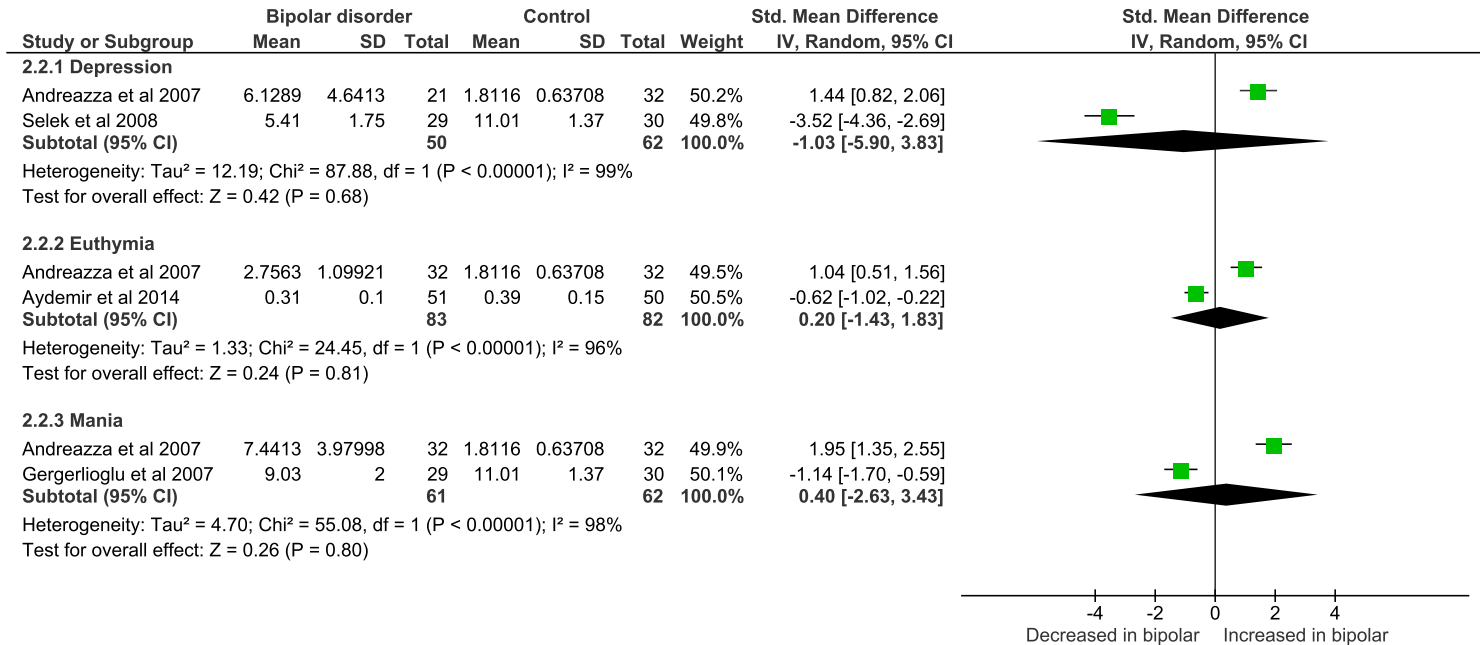 Bipolar disorder Control Std. Mean Difference Std. Mean Difference
Study or Subgroup Mean SD Total Mean SD Total Weight IV, Random, 95% CI IV, Random, 95% CI
2.2.1 Depression
Andreazza et al 2007 6.1289 4.6413 21 1.8116 0.63708 32 50.2% 1.44 [0.82, 2.06]
Selek et al 2008 5.41 1.75 29 11.01 1.37 30 49.8% -3.52 [-4.36, -2.69]
Subtotal (95% CI) 50 62 100.0% -1.03 [-5.90, 3.83]
Heterogeneity: Tau² = 12.19; Chi² = 87.88, df = 1 (P < 0.00001); I² = 99%
Test for overall effect: Z = 0.42 (P = 0.68)
2.2.2 Euthymia
Andreazza et al 2007 2.7563 1.09921 32 1.8116 0.63708 32 49.5% 1.04 [0.51, 1.56]
Aydemir et al 2014 0.31 0.1 51 0.39 0.15 50 50.5% -0.62 [-1.02, -0.22]
Subtotal (95% CI) 83 82 100.0% 0.20 [-1.43, 1.83]
Heterogeneity: Tau² = 1.33; Chi² = 24.45, df = 1 (P < 0.00001); I² = 96%
Test for overall effect: Z = 0.24 (P = 0.81)
2.2.3 Mania
Andreazza et al 2007 7.4413 3.97998 32 1.8116 0.63708 32 49.9% 1.95 [1.35, 2.55]
Gergerlioglu et al 2007 9.03 2 29 11.01 1.37 30 50.1% -1.14 [-1.70, -0.59]
Subtotal (95% CI) 61 62 100.0% 0.40 [-2.63, 3.43]
Heterogeneity: Tau² = 4.70; Chi² = 55.08, df = 1 (P < 0.00001); I² = 98%
Test for overall effect: Z = 0.26 (P = 0.80)
-4 -2 0 2 4
Decreased in bipolar Increased in bipolar